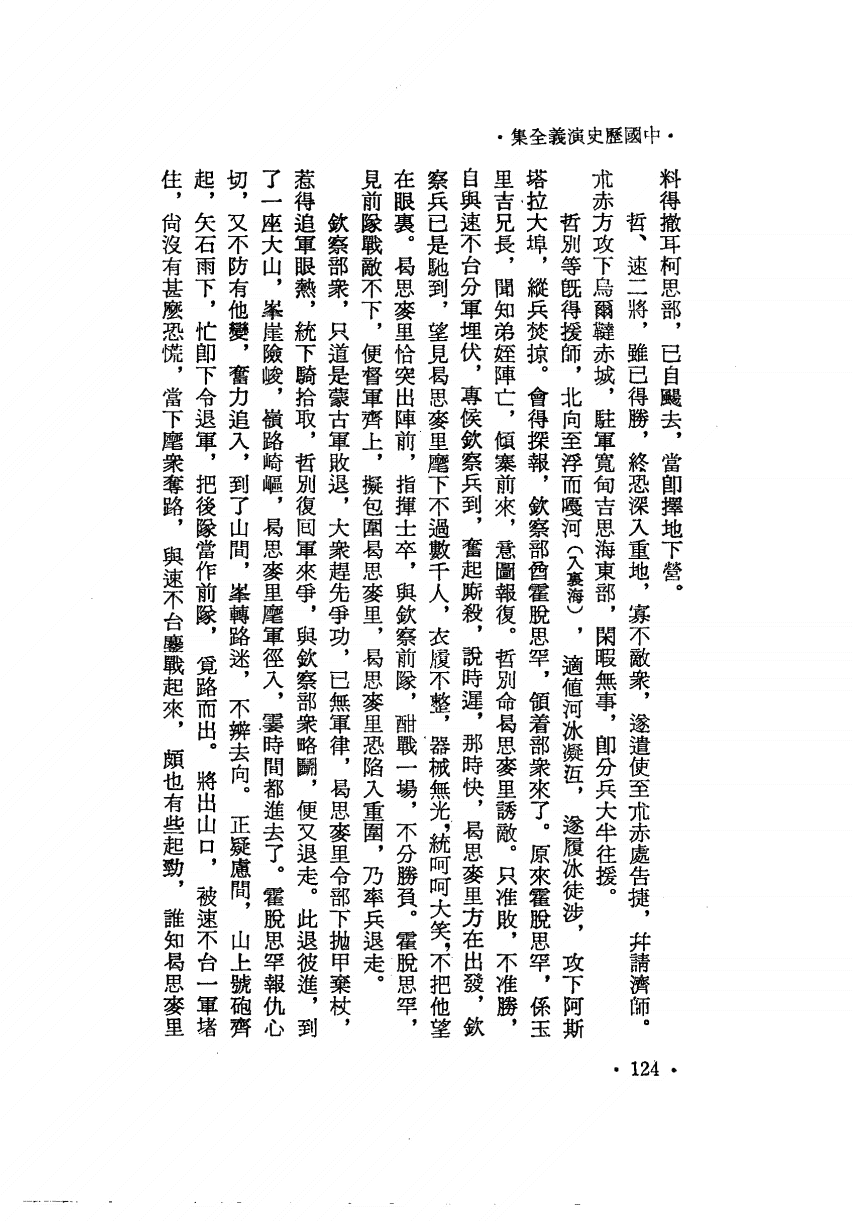 ·中國歷史演義全集·
料得撤耳柯思部，已自颺去，當卽擇地下營。
哲、速二將，雖已得勝，終恐深入重地，寡不敵衆，遂遣使至朮赤處告捷，幷請濟師。
朮赤方攻下烏爾韃赤城，駐軍寬甸吉思海東部，閑暇無事，卽分兵大半往援。
哲別等旣得援師，北向至浮而嘎河（入裏海），適値河冰凝沍，遂履冰徒涉，攻下阿斯
塔拉大埠，縱兵焚掠。會得探報，欽察部酋霍脫思罕，領着部衆來了。原來霍脫思罕，係玉
里吉兄長，聞知弟姪陣亡，傾寨前來，意圖報復。哲別命曷思麥里誘敵。只准敗，不准勝，
自與速不台分軍埋伏，專俟欽察兵到，奮起厮殺，說時遲，那時快，曷思麥里方在出發，欽
察兵已是馳到，望見曷思麥里麾下不過數千人，衣履不整，器械無光，統呵呵大笑，不把他望
在眼裏。曷思麥里恰突出陣前，指揮士卒，與欽察前隊，酣戰一場，不分勝負。霍脫思罕，
見前隊戰敵不下，便督軍齊上，擬包圍曷思麥里，曷思麥里恐陷入重圍，乃率兵退走。
欽察部衆，只道是蒙古軍敗退，大衆趕先爭功，已無軍律，曷思麥里令部下拋甲棄杖，
惹得追軍眼熱，統下騎拾取，哲別復回軍來爭，與欽察部衆略鬭，便又退走。此退彼進，到
了一座大山，峯崖險峻，嶺路崎嶇，曷思麥里麾軍徑入，霎時間都進去了。霍脫思罕報仇心
切，又不防有他變，奮力追入，到了山間，峯轉路迷，不辨去向。正疑慮間，山上號砲齊
起，矢石雨下，忙卽下令退軍，把後隊當作前隊，覓路而出。將出山口，被速不台一軍堵
住，尙沒有甚麼恐慌，當下麾衆奪路，與速不台鏖戰起來，頗也有些起勁，誰知曷思麥里
·124·